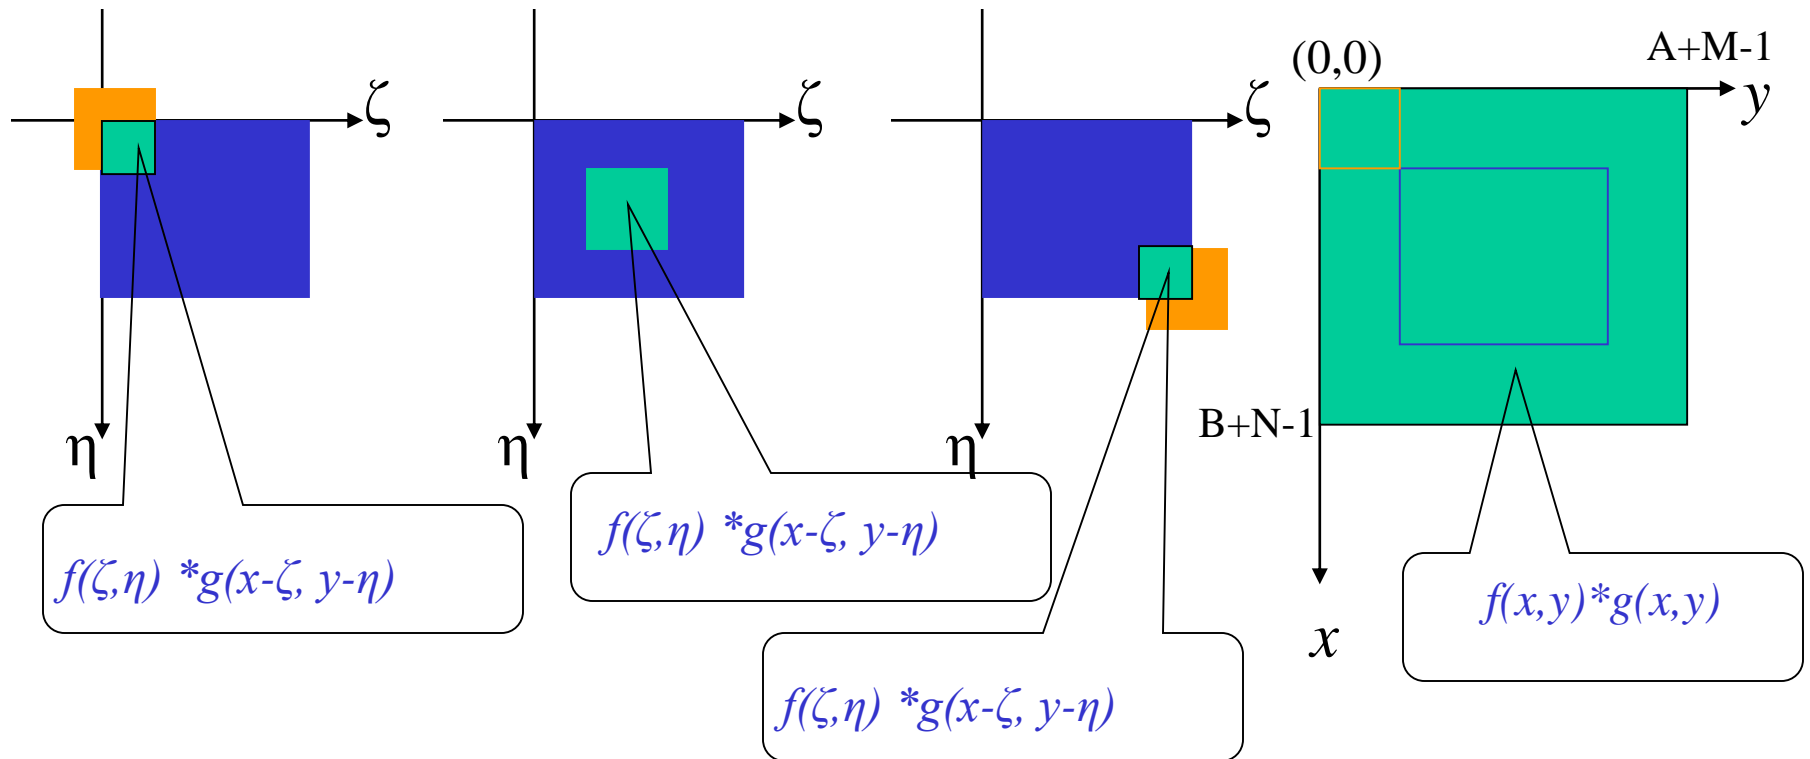 ζ
η
f(ζ,η) *g(x-ζ, y-η)
ζ
η
f(ζ,η) *g(x-ζ, y-η)
ζ
η
f(ζ,η) *g(x-ζ, y-η)
(0,0)
A+M-1
y
B+N-1
x
f(x,y)*g(x,y)